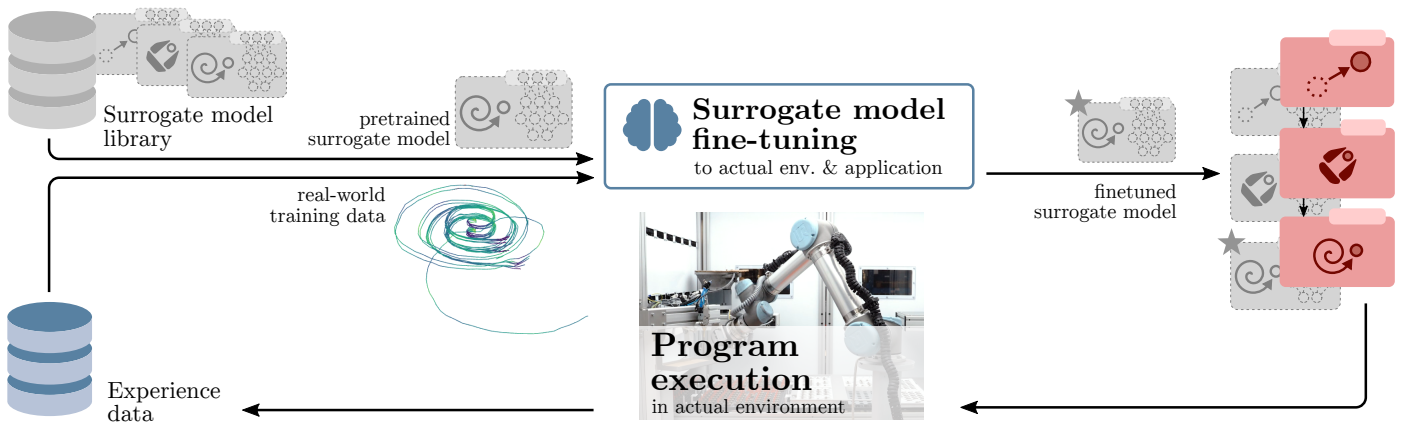 Surrogate model
library
pretrained
surrogate model
Surrogate model
fine-tuning
to actual env. & application
real-world
training data
finetuned
surrogate model
Program
execution
in actual environment
Experience
data